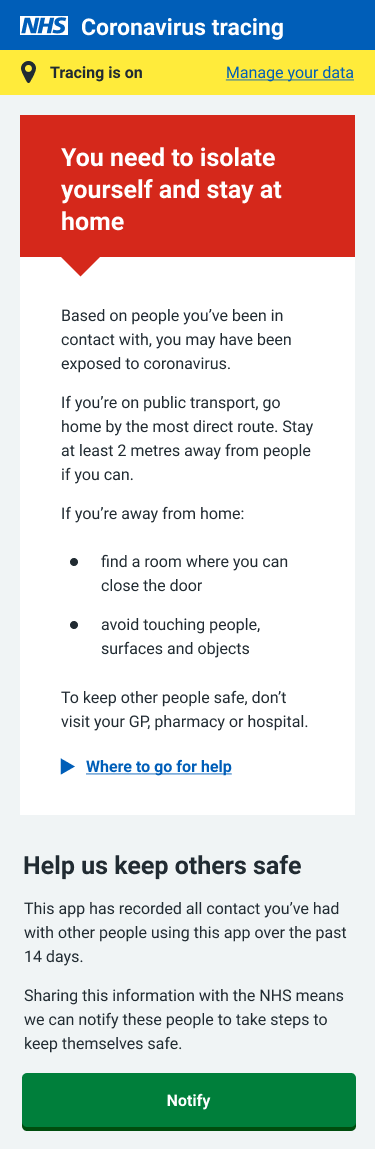 NHS Coronavirus tracing
Tracing is on Manage your data
You need to isolate
yourself and stay at
home
Based on people you’ve been in
contact with, you may have been
exposed to coronavirus.
If you’re on public transport, go
home by the most direct route. Stay
at least 2 metres away from people
if you can.
If you’re away from home:
find a room where you can
close the door
avoid touching people,
surfaces and objects
To keep other people safe, don’t
visit your GP, pharmacy or hospital.
Where to go for help
Help us keep others safe
This app has recorded all contact you’ve had
with other people using this app over the past
14 days.
Sharing this information with the NHS means
we can notify these people to take steps to
keep themselves safe.
Notify